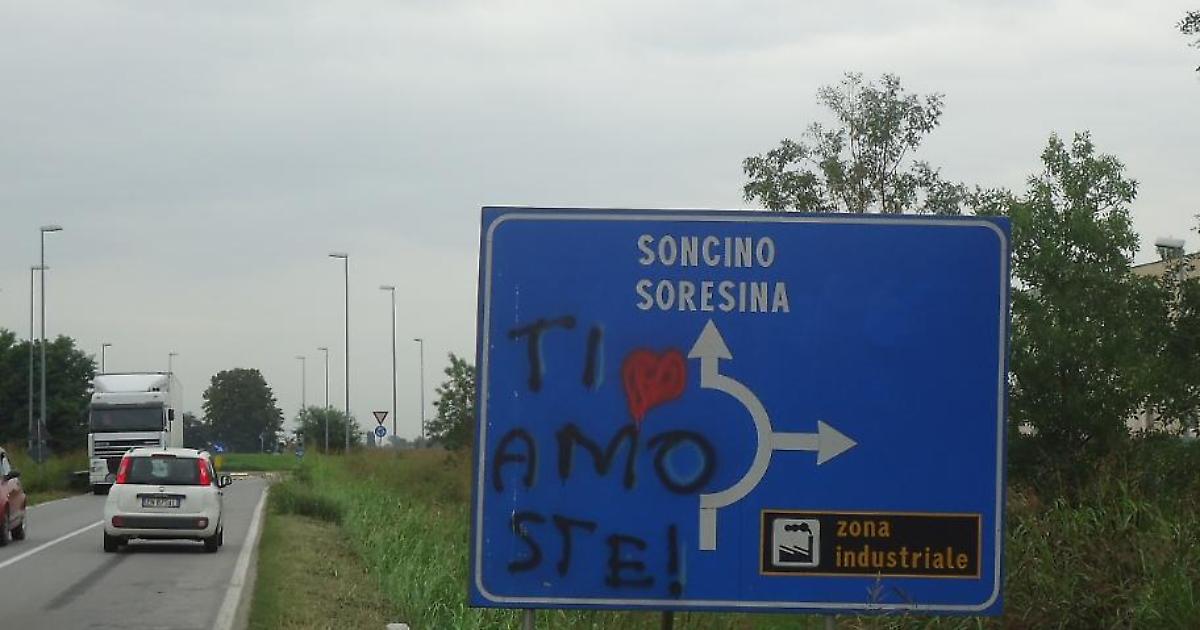 SONCINO
SORESINA
TI
AMO
STE!
zona
industriale